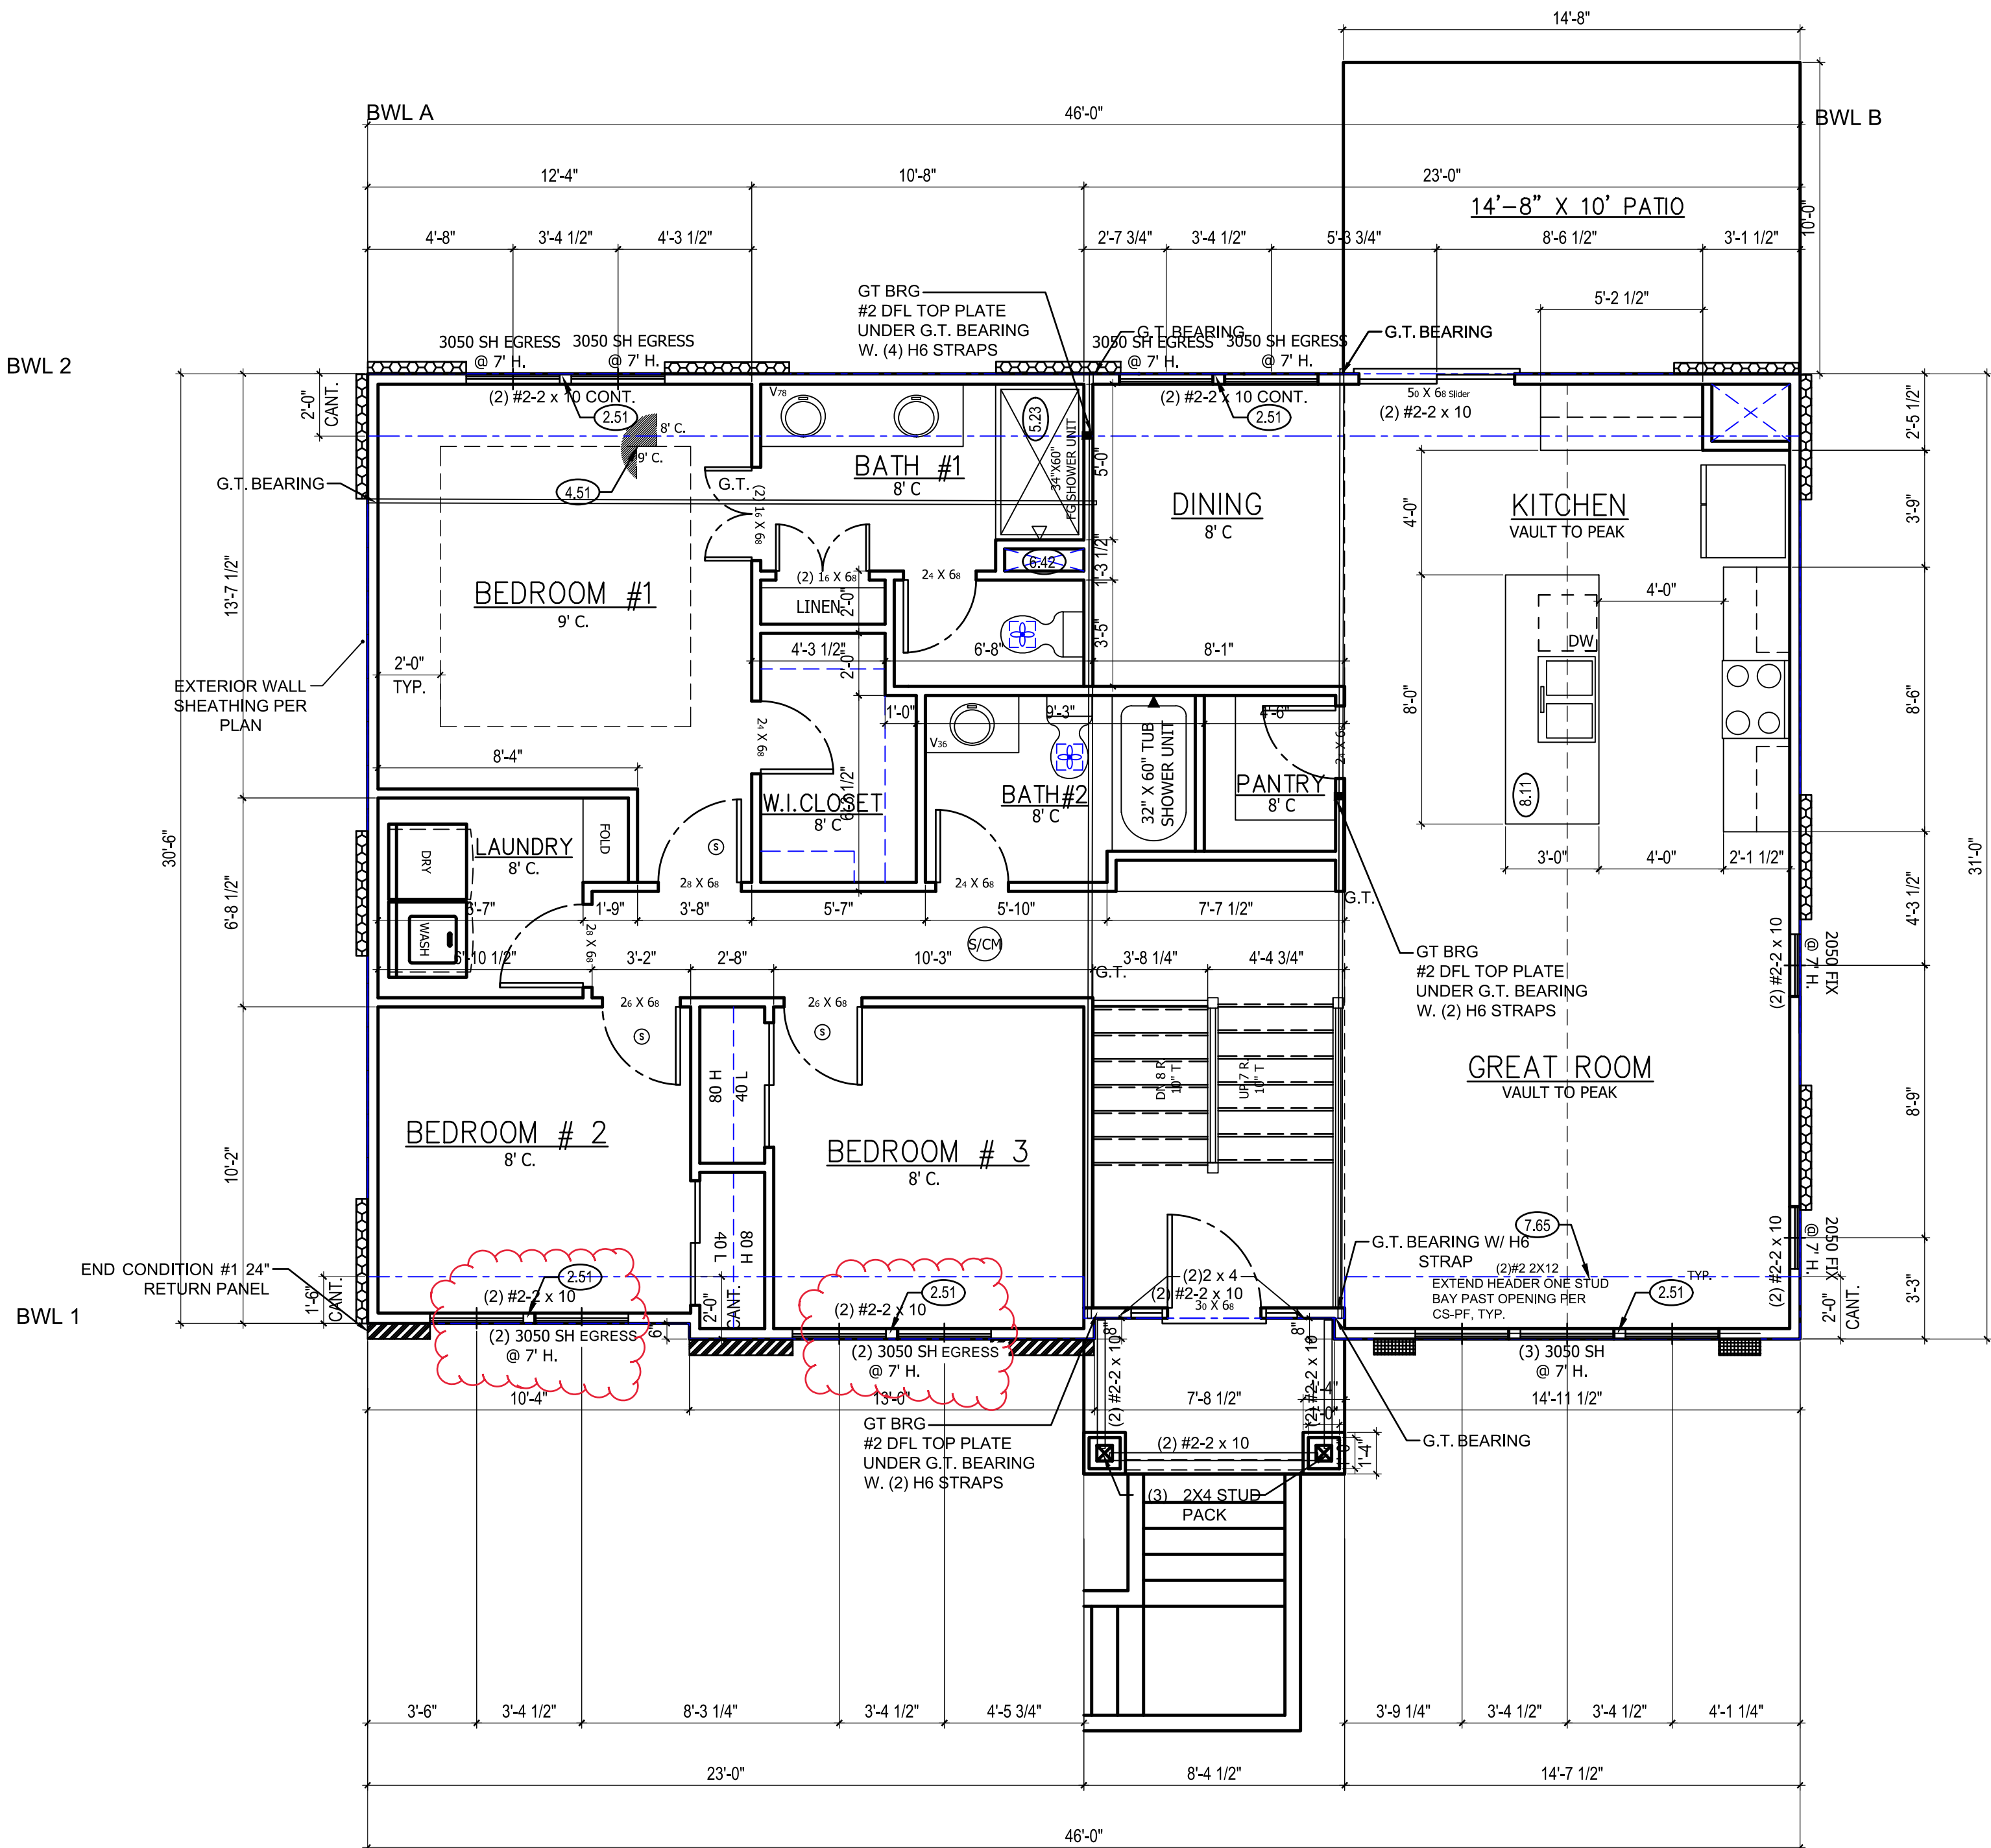 14'-8"
BWL A
46'-0"
BWL B
12'-4"
10'-8"
23'-0"
14'-8" X 10' PATIO
10'-0"
4'-8"
3'-4 1/2"
4'-3 1/2"
2'-7 3/4"
3'-4 1/2"
5'-3 3/4"
8'-6 1/2"
3'-1 1/2"
GT BRG
#2 DFL TOP PLATE
UNDER G.T. BEARING
W. (4) H6 STRAPS
5'-2 1/2"
3050 SH EGRESS
@ 7' H.
3050 SH EGRESS
@ 7' H.
G.T. BEARING
3050 SH EGRESS
@ 7' H.
3050 SH EGRESS
@ 7' H.
G.T. BEARING
BWL 2
2'-0"
CANT.
(2) #2-2 x 10 CONT.
2.51
V78
5.23
34"X60"
FG SHOWER UNIT
(2) #2-2 x 10 CONT.
2.51
50 X 68 Slider
(2) #2-2 x 10
2'-5 1/2"
8' C.
9' C.
4.51
G.T. BEARING
G.T.
(2) 16 X 68
BATH #1
8' C
5'-0"
DINING
8' C
4'-0"
KITCHEN
VAULT TO PEAK
3'-9"
13'-7 1/2"
BEDROOM #1
9' C.
(2) 16 X 68
LINEN
2'-0"
24 X 68
6.42
1'-3 1/2"
3'-5"
4'-0"
DW
31'-0"
30'-6"
EXTERIOR WALL
SHEATHING PER
PLAN
2'-0"
TYP.
4'-3 1/2"
2'-0"
6'-8"
8'-1"
8'-0"
8'-6"
8'-4"
24 X 68
1'-0"
9'-3"
4'-6"
V36
24 X 68
W.I.CLOSET
8' C
BATH#2
8' C
32" X 60" TUB
SHOWER UNIT
PANTRY
8' C
8.11
LAUNDRY
8' C.
DRY
WASH
FOLD
S
28 X 68
24 X 68
3'-0"
4'-0"
2'-1 1/2"
G.T.
6'-8 1/2"
1'-9"
3'-8"
5'-7"
5'-10"
7'-7 1/2"
4'-3 1/2"
28 X 68
S/CM
6'-10 1/2"
3'-2"
2'-8"
10'-3"
G.T.
3'-8 1/4"
4'-4 3/4"
GT BRG
#2 DFL TOP PLATE
UNDER G.T. BEARING
W. (2) H6 STRAPS
(2) #2-2 x 10
2050 FIX
@ 7' H.
26 X 68
S
26 X 68
S
80 H
40 L
DN 8 R
10" T
UP 7 R.
10" T
GREAT ROOM
VAULT TO PEAK
10'-2"
BEDROOM # 2
8' C.
BEDROOM # 3
8' C.
8'-9"
80 H
40 L
7.65
G.T. BEARING W/ H6
STRAP
(2)#2 2X12
EXTEND HEADER ONE STUD
BAY PAST OPENING PER
CS-PF, TYP.
TYP.
2.51
(2) #2-2 x 10
2050 FIX
@ 7' H.
END CONDITION #1 24"
RETURN PANEL
BWL 1
1'-6"
CANT.
2.51
(2) #2-2 x 10
2'-0"
CANT.
2.51
(2) #2-2 x 10
(2)2 x 4
(2) #2-2 x 10
30 X 68
2'-0"
CANT.
3'-3"
(2) 3050 SH EGRESS
@ 7' H.
6"
(2) 3050 SH EGRESS
@ 7' H.
8"
8"
(2) #2-2 x 10
(2) #2-2 x 10
(3) 3050 SH
@ 7' H.
10'-4"
13'-0"
7'-8 1/2"
14'-11 1/2"
GT BRG
#2 DFL TOP PLATE
UNDER G.T. BEARING
W. (2) H6 STRAPS
(2) #2-2 x 10
1'-4"
G.T. BEARING
(3) 2X4 STUD
PACK
3'-6"
3'-4 1/2"
8'-3 1/4"
3'-4 1/2"
4'-5 3/4"
3'-9 1/4"
3'-4 1/2"
3'-4 1/2"
4'-1 1/4"
23'-0"
8'-4 1/2"
14'-7 1/2"
46'-0"